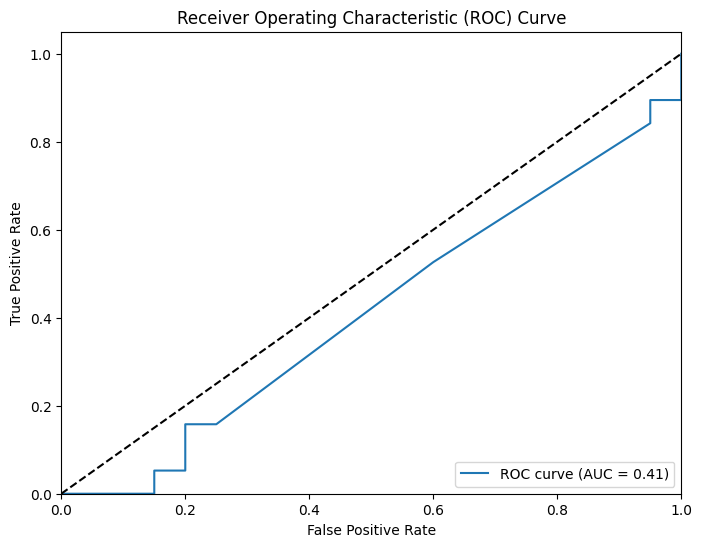 Receiver Operating Characteristic (ROC) Curve
True Positive Rate
1.0
0.8
0.6
0.4
0.2
0.0
0.0 0.2 0.4 0.6 0.8 1.0
False Positive Rate
ROC curve (AUC = 0.41)